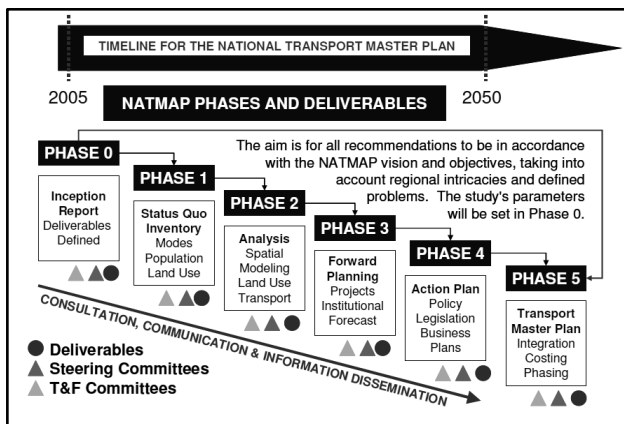 TIMELINE FOR THE NATIONAL TRANSPORT MASTER PLAN
2005
2050
NATMAP PHASES AND DELIVERABLES
The aim is for all recommendations to be in accordance
with the NATMAP vision and objectives, taking into
account regional intricacies and defined
problems. The study's parameters
will be set in Phase 0.
PHASE 0
Inception
Report
Deliverables
Defined
PHASE 1
Status Quo
Inventory
Modes
Population
Land Use
PHASE 2
Analysis
Spatial
Modeling
Land Use
Transport
PHASE 3
Forward
Planning
Projects
Institutional
Forecast
PHASE 4
Action Plan
Policy
Legislation
Business
Plans
PHASE 5
Transport
Master Plan
Integration
Costing
Phasing
CONSULTATION, COMMUNICATION & INFORMATION DISSEMINATION
Deliverables
Steering Committees
T&F Committees